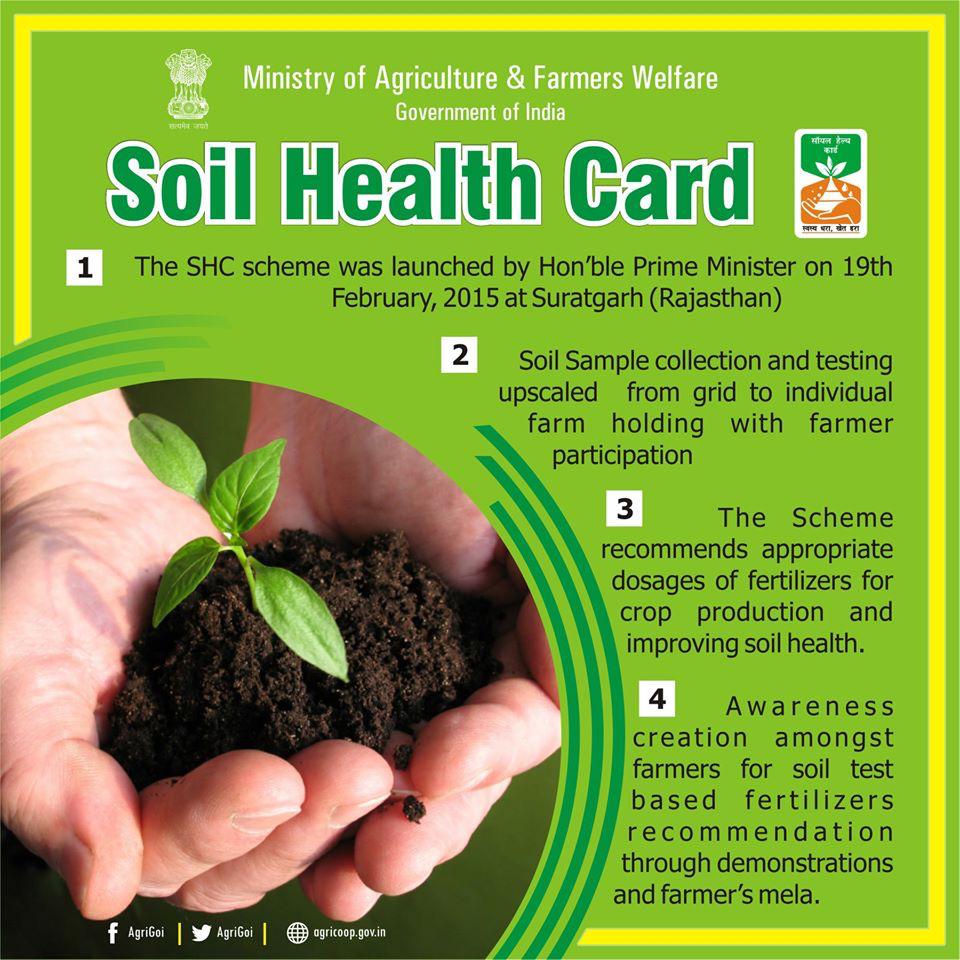 Ministry of Agriculture & Farmers Welfare
Government of India
सत्यमेव जयते
Soil Health Card
सॉयल हेल्थ
कार्ड
स्वस्थ धरा, खेत हरा
1 The SHC scheme was launched by Hon'ble Prime Minister on 19th
February, 2015 at Suratgarh (Rajasthan)
2 Soil Sample collection and testing
upscaled from grid to individual
farm holding with farmer
participation
3 The Scheme
recommends appropriate
dosages of fertilizers for
crop production and
improving soil health.
4 Awareness
creation amongst
farmers for soil test
based fertilizers
recommendation
through demonstrations
and farmer's mela.
AgriGoi | AgriGoi | agricoop.gov.in